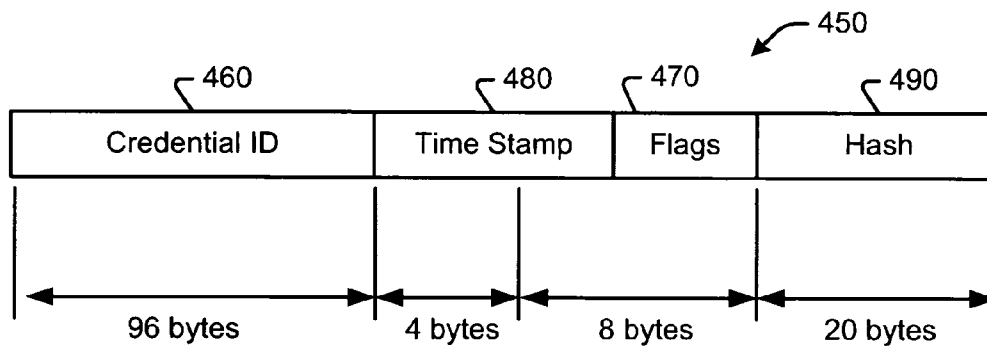 450
460
480
470
490
Credential ID
Time Stamp
Flags
Hash
96 bytes
4 bytes
8 bytes
20 bytes